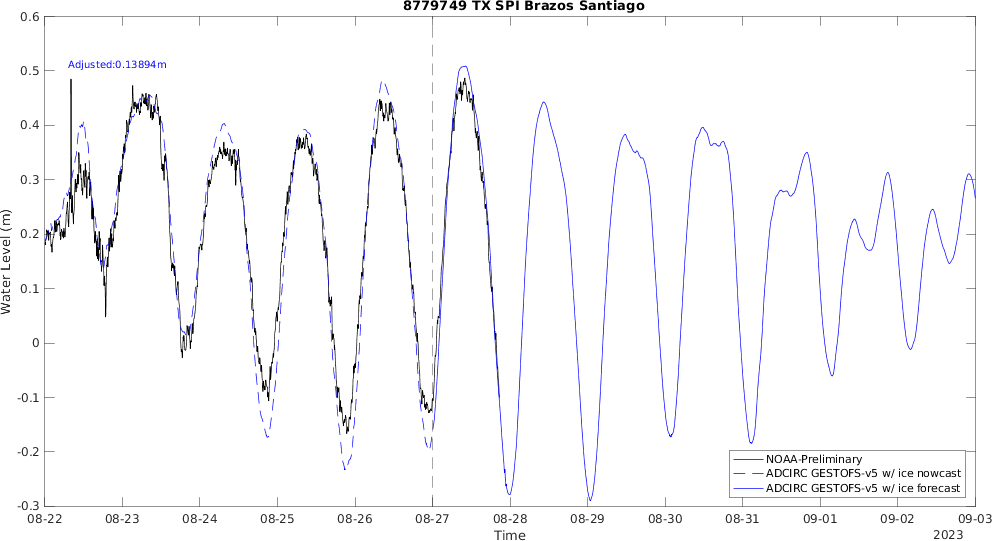 8779749 TX SPI Brazos Santiago
0.6
0.5
0.4
0.3
0.2
0.1
0
-0.1
-0.2
-0.3
Water Level (m)
Adjusted:0.13894m
NOAA-Preliminary
ADCIRC GESTOFS-v5 w/ ice nowcast
ADCIRC GESTOFS-v5 w/ ice forecast
08-22 08-23 08-24 08-25 08-26 08-27 08-28 08-29 08-30 08-31 09-01 09-02 09-03
Time
2023